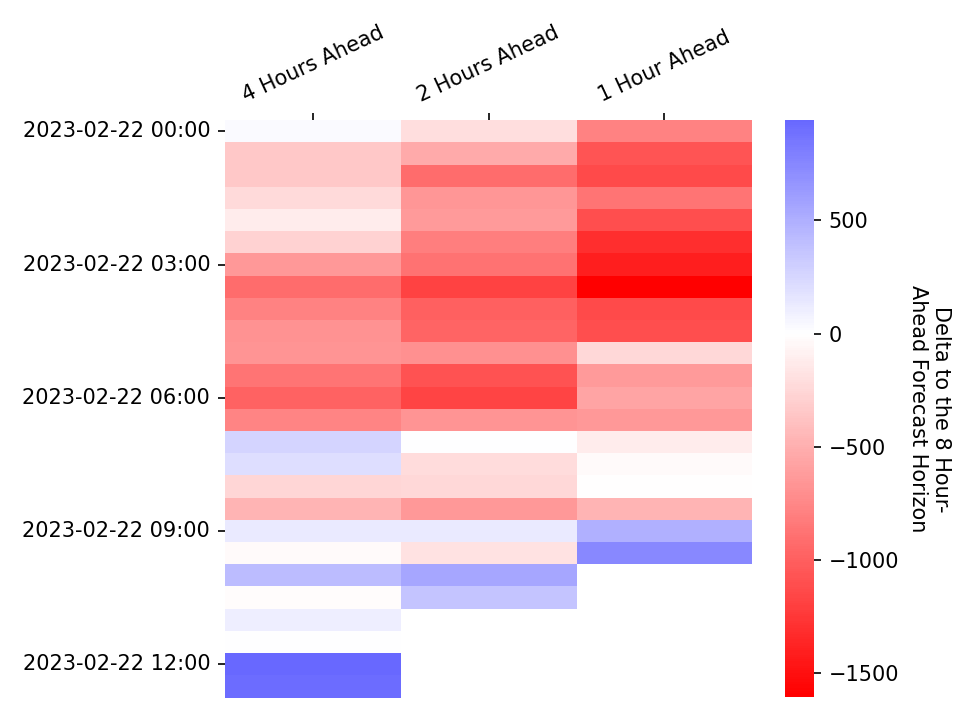 4 Hours Ahead
2 Hours Ahead
1 Hour Ahead
2023-02-22 00:00
2023-02-22 03:00
2023-02-22 06:00
2023-02-22 09:00
2023-02-22 12:00
500
0
−500
−1000
−1500
Delta to the 8 Hour-
Ahead Forecast Horizon